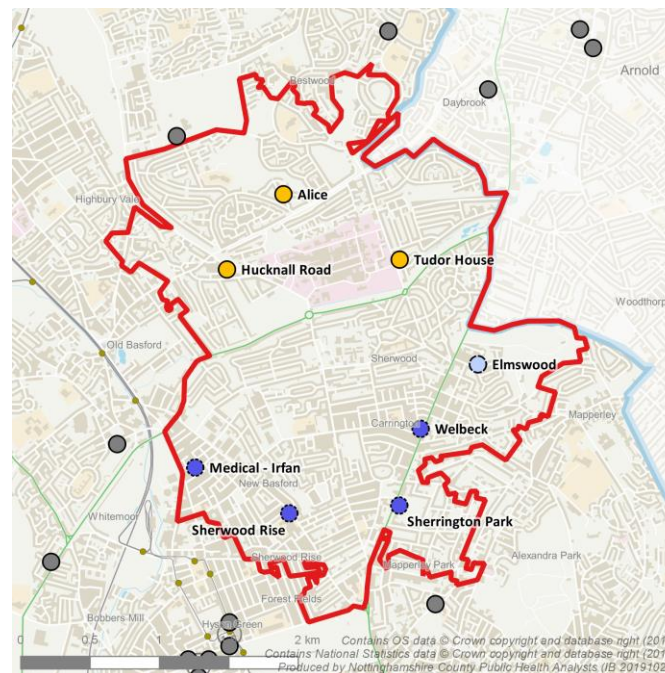 Bestwood
Arnold
Daybrook
Highbury Vale
Alice
Hucknall Road
Tudor House
Woodthorp
Old Basford
Sherwood
Elmswood
Mapperley
Carrington
Welbeck
Medical - Irfan
New Basford
Whitemoor
Sherwood Rise
Sherrington Park
Sherwood Rise
Mapperley Park
Alexandra Park
Forest Fields
Bobbers Mill
Hyson Green
0 0.5 1 2 km
Contains OS data © Crown copyright and database right (201
Contains National Statistics data © Crown copyright and database right (201
Produced by Nottinghamshire County Public Health Analysts (IB 2019102